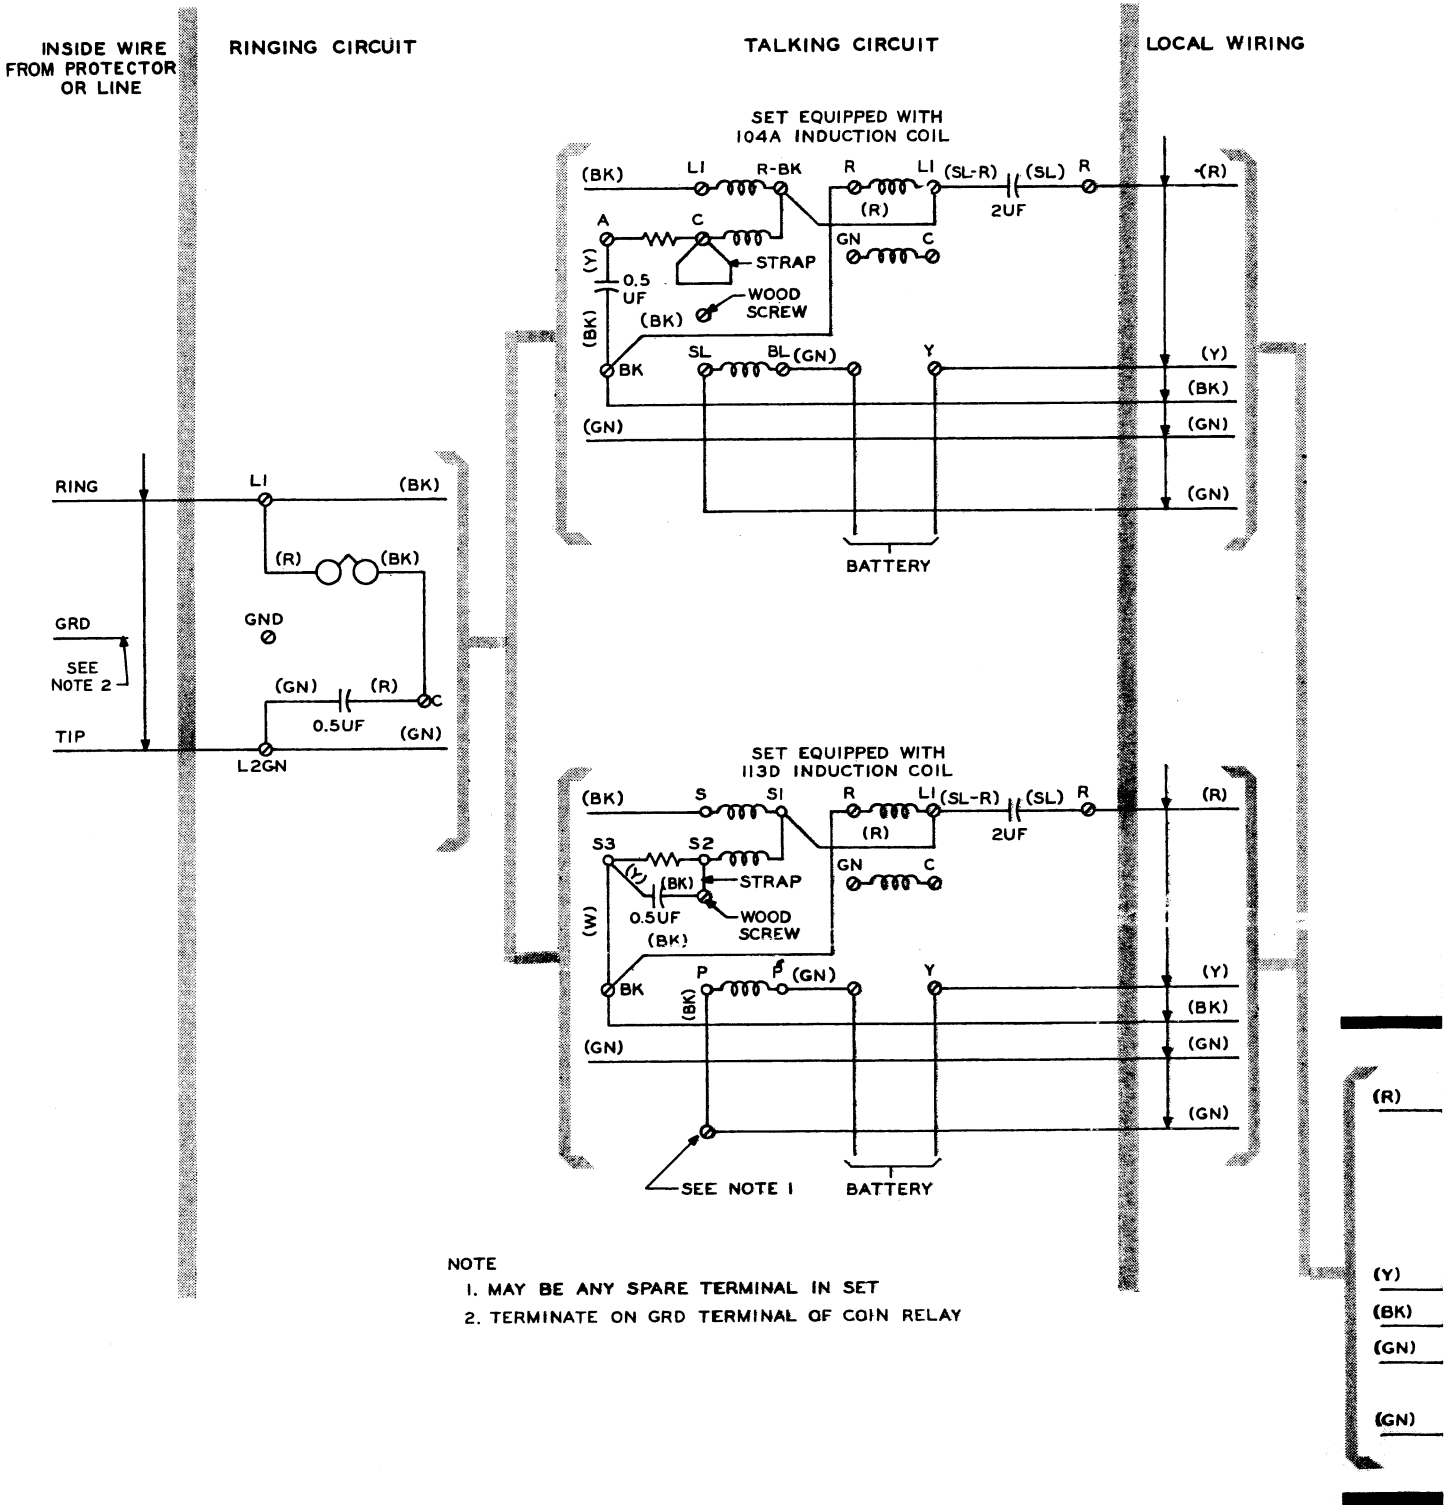 INSIDE WIRE
FROM PROTECTOR
OR LINE
RINGING CIRCUIT
TALKING CIRCUIT
LOCAL WIRING
SET EQUIPPED WITH
104A INDUCTION COIL
(BK)
L1
R-BK
R
L1
(SL-R)
(SL)
R
(R)
(R)
2UF
A
C
GN
C
(Y)
STRAP
0.5
UF
WOOD
SCREW
(BK)
(BK)
SL
BL
(GN)
Y
(Y)
BK
(BK)
(GN)
(GN)
(GN)
BATTERY
RING
L1
(BK)
(R)
(BK)
GRD
GND
SEE
NOTE 2
(GN)
(R)
C
0.5UF
TIP
(GN)
L2GN
SET EQUIPPED WITH
113D INDUCTION COIL
(BK)
S
S1
R
L1
(SL-R)
(SL)
R
(R)
(R)
2UF
S3
S2
GN
C
(Y)
(BK)
STRAP
0.5UF
WOOD
SCREW
(W)
(BK)
P
P
(GN)
Y
(Y)
BK
(BK)
(BK)
(GN)
(GN)
(GN)
SEE NOTE 1
BATTERY
(R)
(Y)
(BK)
(GN)
(GN)
NOTE
1. MAY BE ANY SPARE TERMINAL IN SET
2. TERMINATE ON GRD TERMINAL OF COIN RELAY